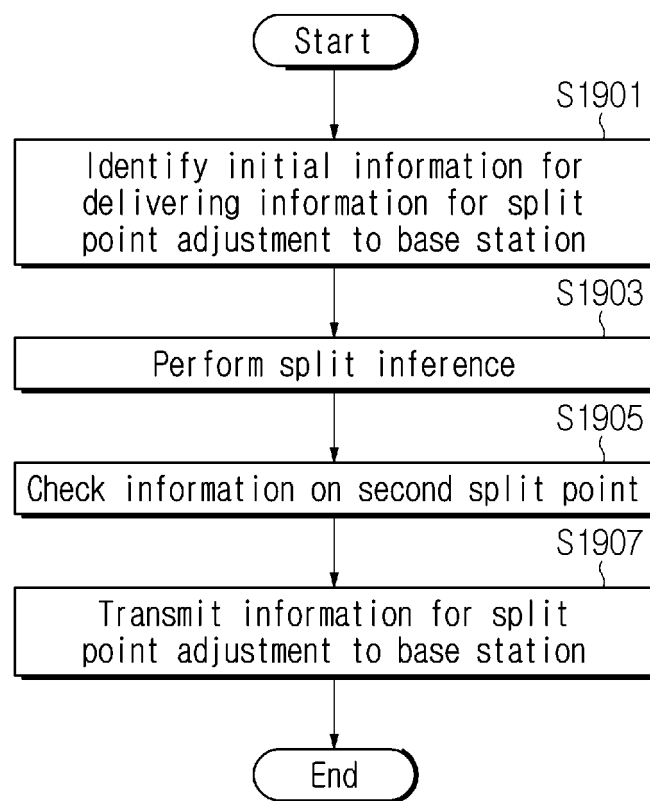 Start
S1901
Identify initial information for
delivering information for split
point adjustment to base station
S1903
Perform split inference
S1905
Check information on second split point
S1907
Transmit information for split
point adjustment to base station
End